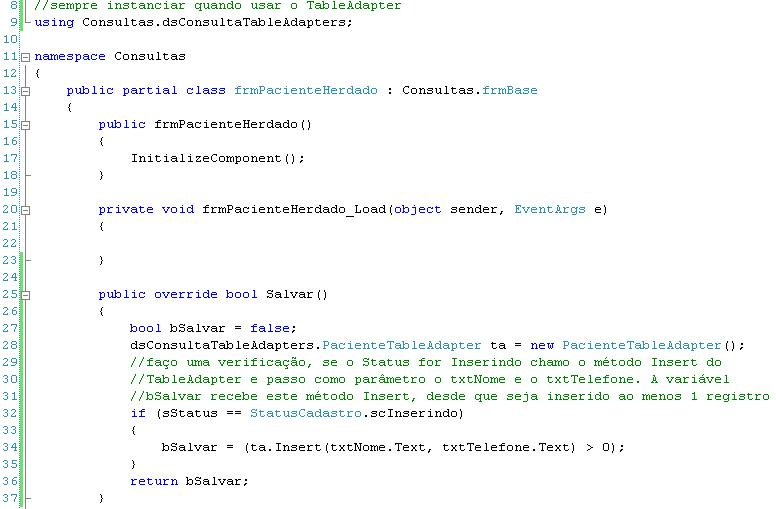 8 //sempre instanciar quando usar o TableAdapter
9 using Consultas.dsConsultaTableAdapters;
10
11 namespace Consultas
12 {
13 public partial class frmPacienteHerdado : Consultas.frmBase
14 {
15 public frmPacienteHerdado()
16 {
17 InitializeComponent();
18 }
19
20 private void frmPacienteHerdado_Load(object sender, EventArgs e)
21 {
22
23 }
24
25 public override bool Salvar()
26 {
27 bool bSalvar = false;
28 dsConsultaTableAdapters.PacienteTableAdapter ta = new PacienteTableAdapter();
29 //faço uma verificação, se o Status for Inserindo chamo o método Insert do
30 //TableAdapter e passo como parâmetro o txtNome e o txtTelefone. A variável
31 //bSalvar recebe este método Insert, desde que seja inserido ao menos 1 registro
32 if (sStatus == StatusCadastro.scInserindo)
33 {
34 bSalvar = (ta.Insert(txtNome.Text, txtTelefone.Text) > 0);
35 }
36 return bSalvar;
37 }